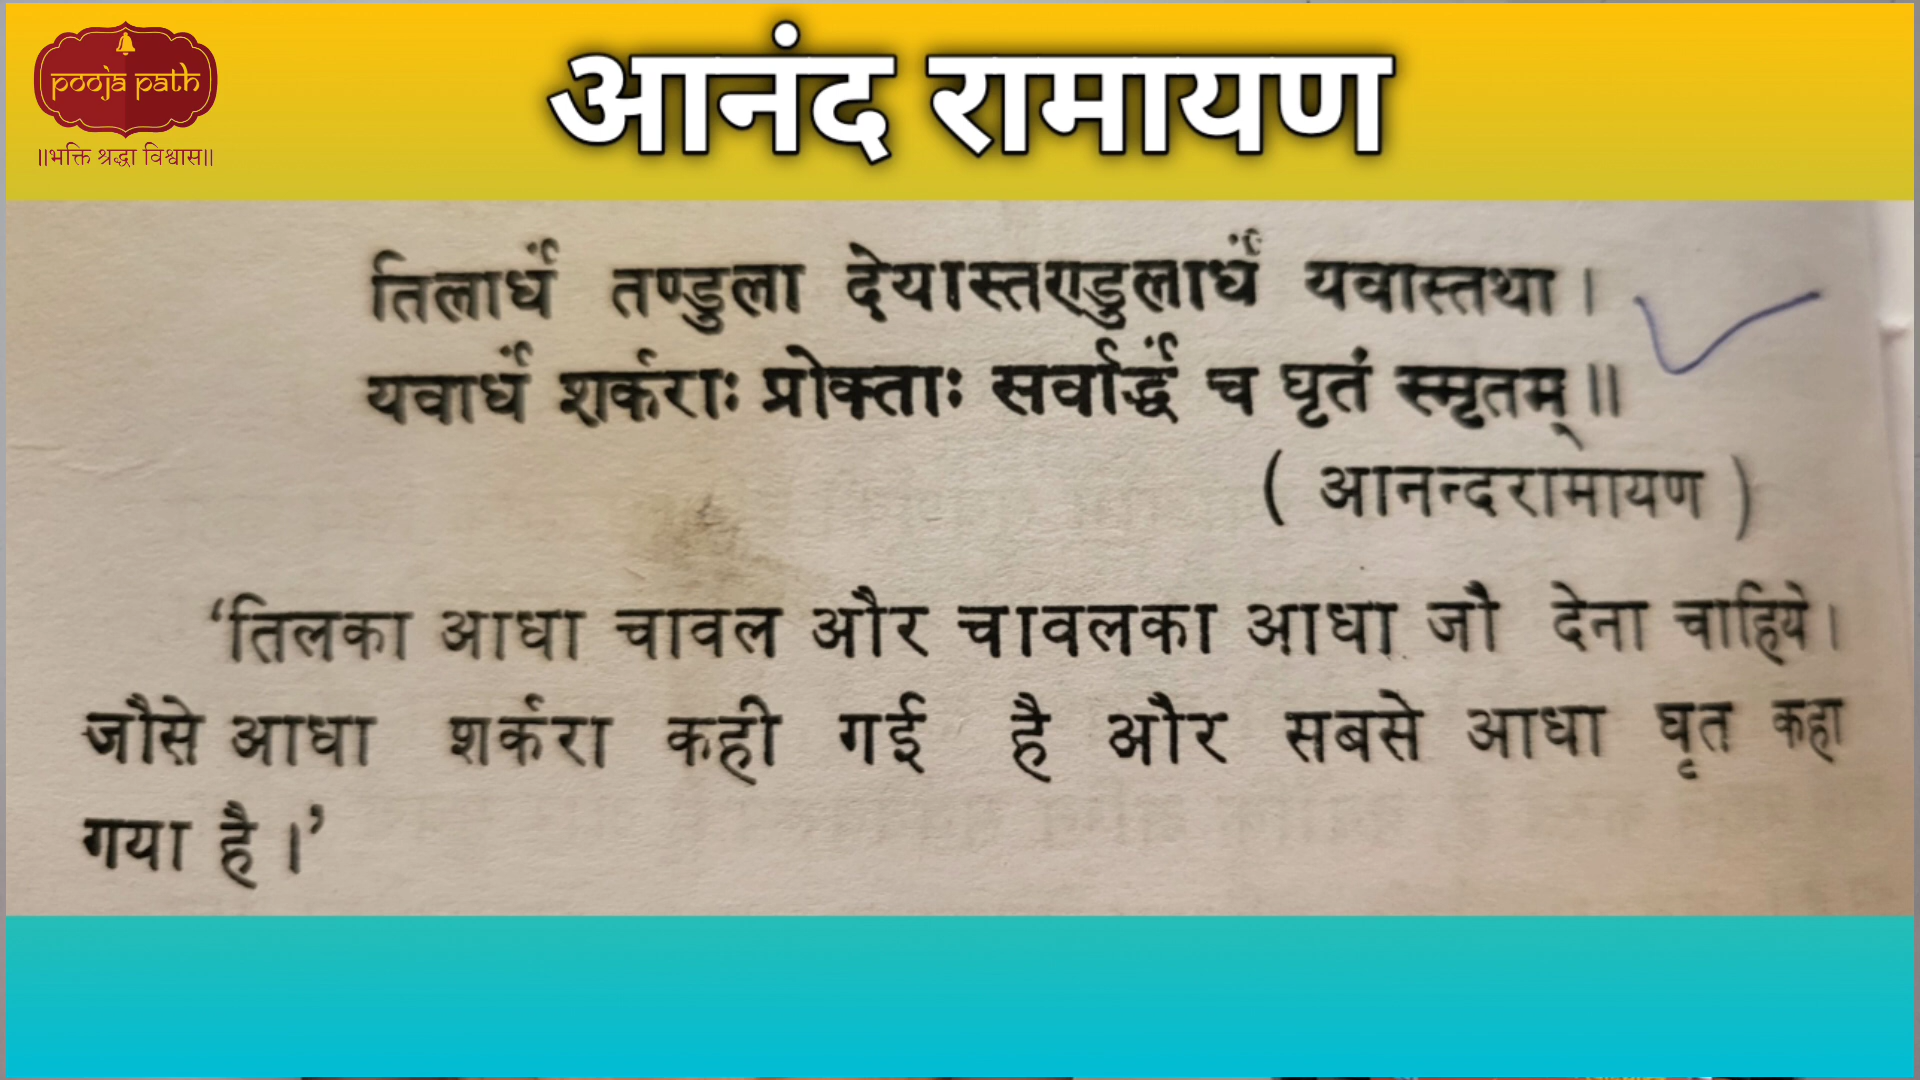 pooja path
॥भक्ति श्रद्धा विश्वास॥
आनंद रामायण
तिलार्धं तण्डुला देयास्तण्डुलार्धं यवास्तथा ।
यवार्धं शर्कराः प्रोक्ताः सर्वार्द्धं च घृतं स्मृतम् ॥
( आनन्दरामायण )
‘तिलका आधा चावल और चावलका आधा जौ देना चाहिये ।
जौसे आधा शर्करा कही गई है और सबसे आधा घृत कहा
गया है ।’